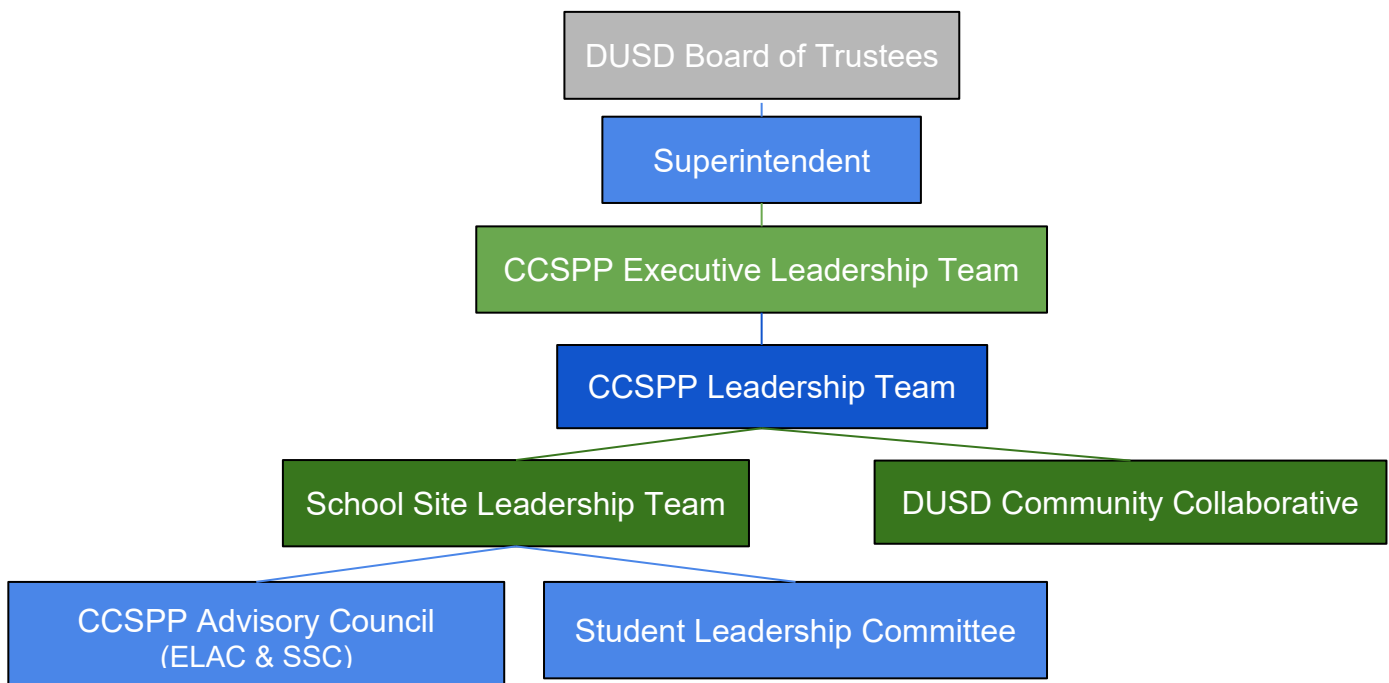 DUSD Board of Trustees
Superintendent
CCSPP Executive Leadership Team
CCSPP Leadership Team
School Site Leadership Team
DUSD Community Collaborative
CCSPP Advisory Council
(ELAC & SSC)
Student Leadership Committee